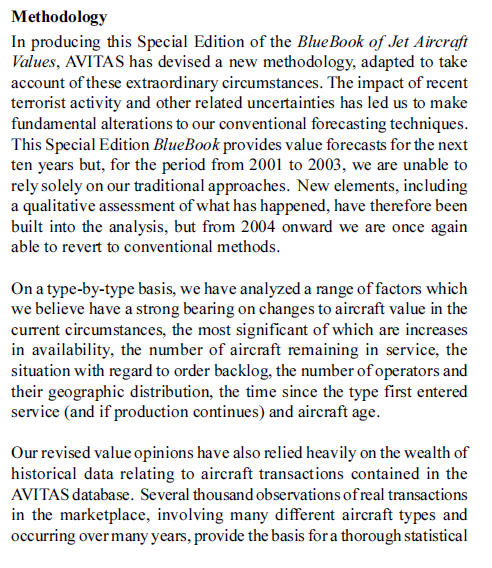 Methodology
In producing this Special Edition of the BlueBook of Jet Aircraft
Values, AVITAS has devised a new methodology, adapted to take
account of these extraordinary circumstances. The impact of recent
terrorist activity and other related uncertainties has led us to make
fundamental alterations to our conventional forecasting techniques.
This Special Edition BlueBook provides value forecasts for the next
ten years but, for the period from 2001 to 2003, we are unable to
rely solely on our traditional approaches. New elements, including
a qualitative assessment of what has happened, have therefore been
built into the analysis, but from 2004 onward we are once again
able to revert to conventional methods.
On a type-by-type basis, we have analyzed a range of factors which
we believe have a strong bearing on changes to aircraft value in the
current circumstances, the most significant of which are increases
in availability, the number of aircraft remaining in service, the
situation with regard to order backlog, the number of operators and
their geographic distribution, the time since the type first entered
service (and if production continues) and aircraft age.
Our revised value opinions have also relied heavily on the wealth of
historical data relating to aircraft transactions contained in the
AVITAS database. Several thousand observations of real transactions
in the marketplace, involving many different aircraft types and
occurring over many years, provide the basis for a thorough statistical